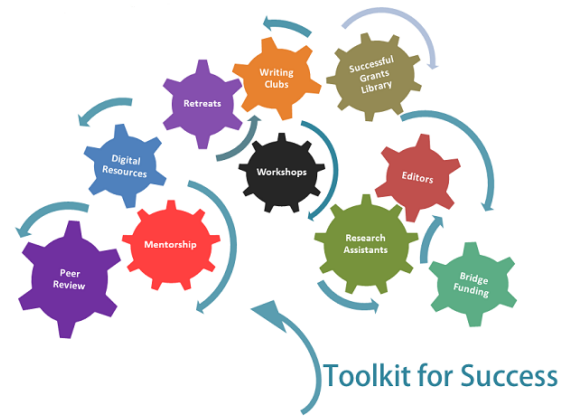 Writing
Clubs
Successful
Grants
Library
Retreats
Digital
Resources
Workshops
Editors
Mentorship
Research
Assistants
Peer
Review
Bridge
Funding
Toolkit for Success